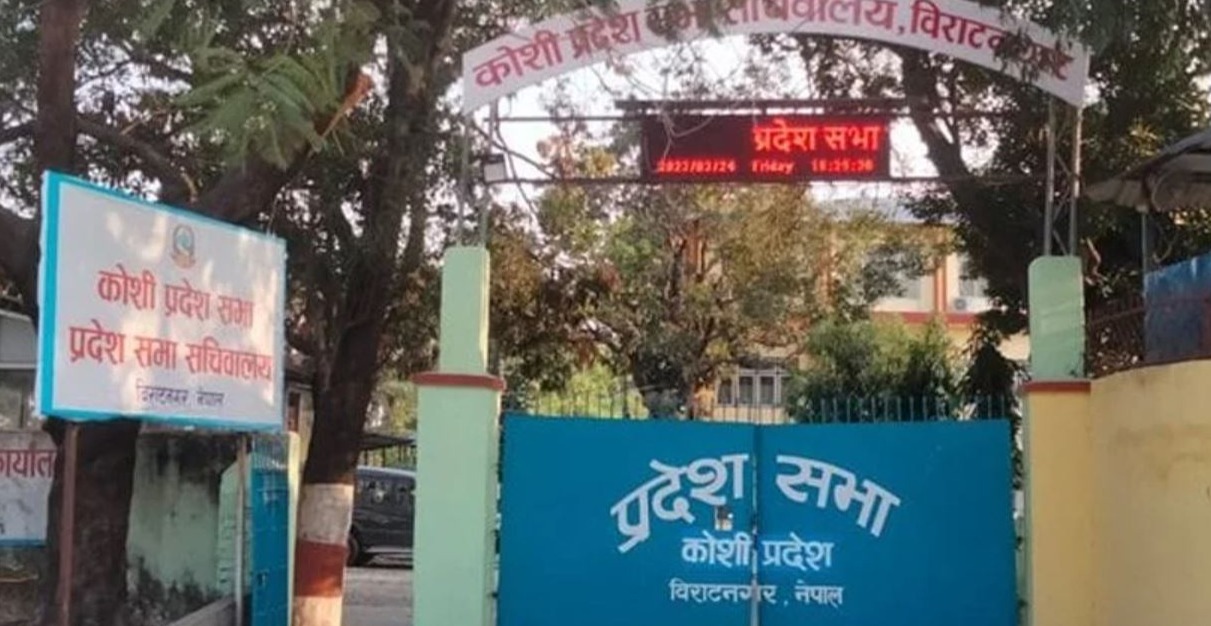 कोशी प्रदेश सभा सचिवालय, विराटनगर
प्रदेश सभा
2023/03/24 Friday
कोशी प्रदेश सभा
प्रदेश सभा सचिवालय
विराटनगर, नेपाल
प्रदेश सभा
कोशी प्रदेश
विराटनगर, नेपाल